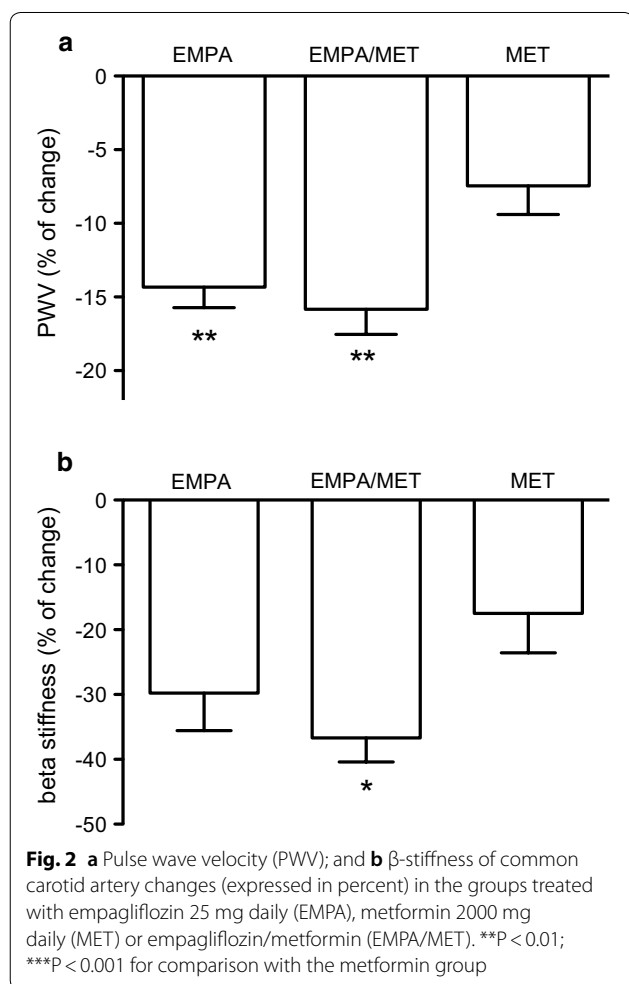 a
EMPA EMPA/MET MET
0
-5
-10
-15
-20
PWV (% of change)
** **
b
EMPA EMPA/MET MET
0
-10
-20
-30
-40
-50
beta stiffness (% of change)
*
Fig. 2 a Pulse wave velocity (PWV); and b β-stiffness of common
carotid artery changes (expressed in percent) in the groups treated
with empagliflozin 25 mg daily (EMPA), metformin 2000 mg
daily (MET) or empagliflozin/metformin (EMPA/MET). **P < 0.01;
***P < 0.001 for comparison with the metformin group